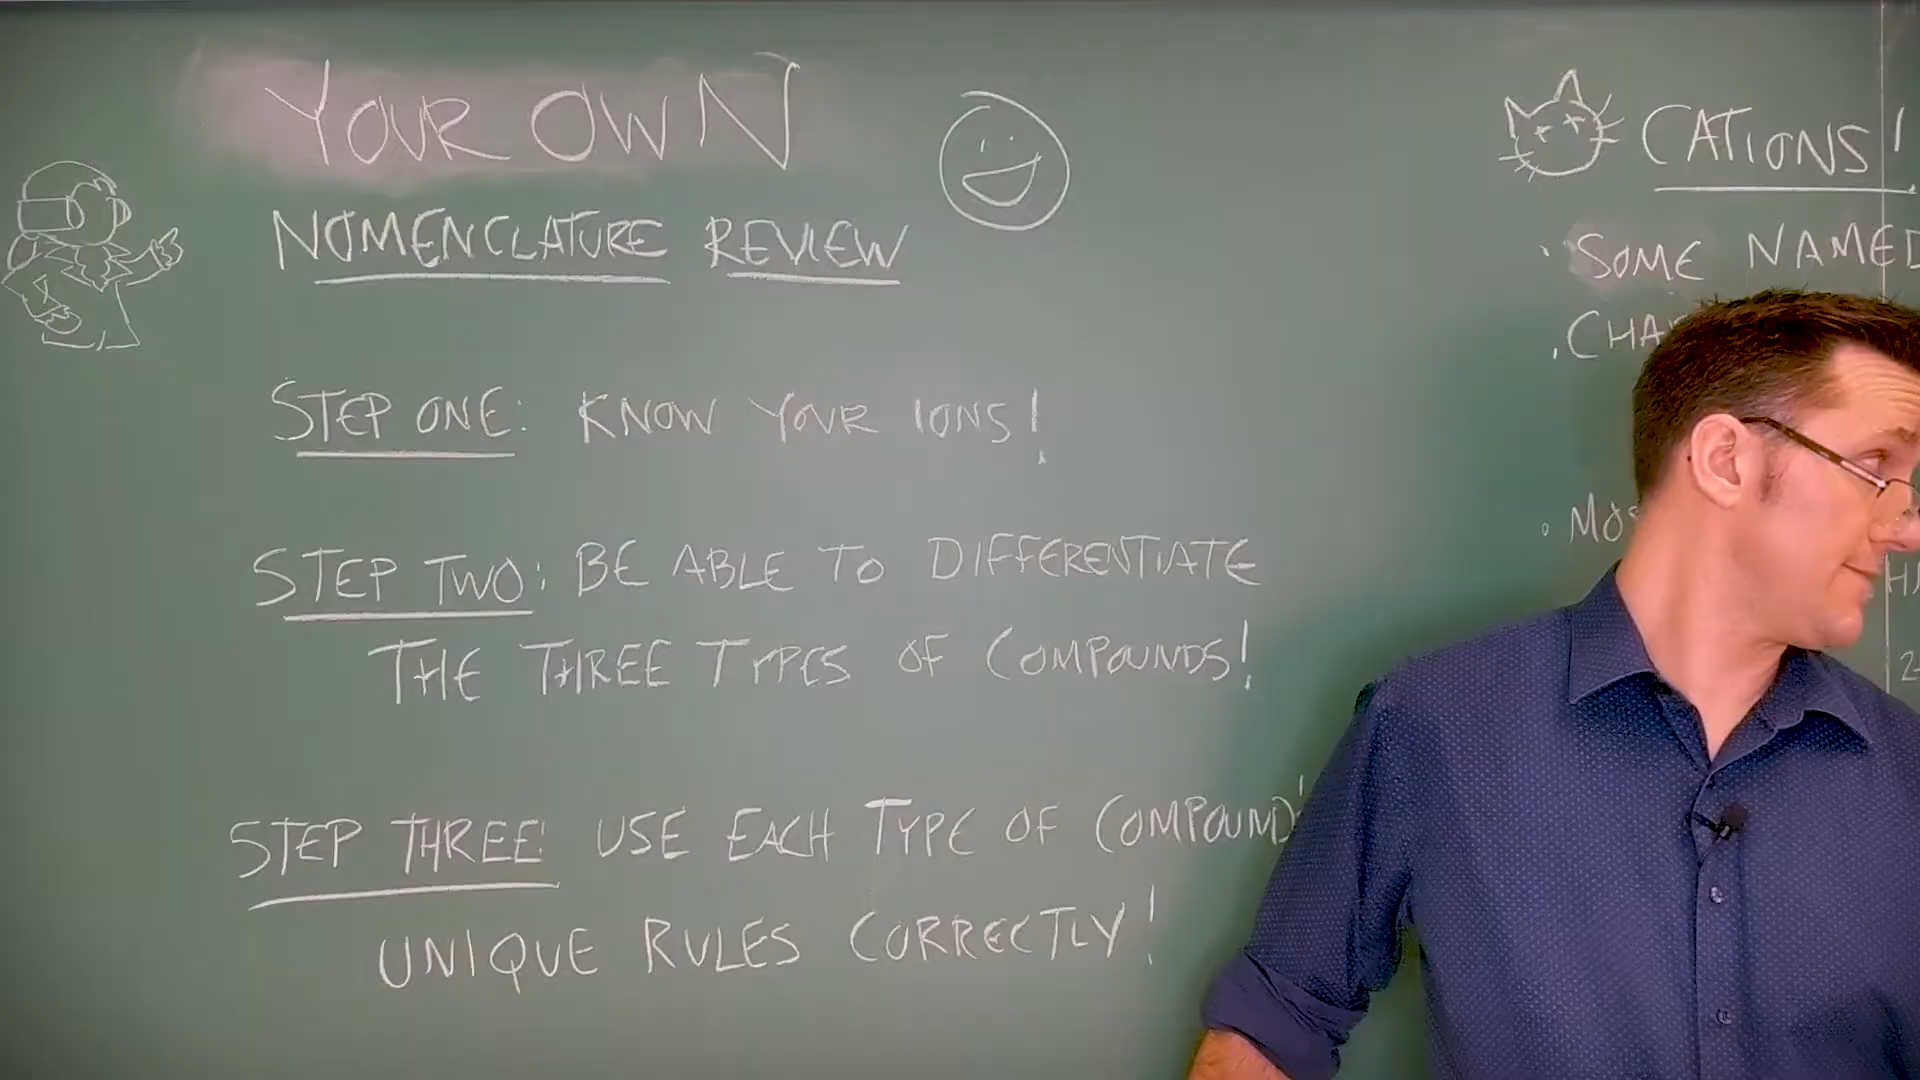 YOUR OWN
NOMENCLATURE REVIEW
STEP ONE: KNOW YOUR IONS!
STEP TWO: BE ABLE TO DIFFERENTIATE
THE THREE TYPES OF COMPOUNDS!
STEP THREE: USE EACH TYPE OF COMPOUND'
UNIQUE RULES CORRECTLY!
CATIONS!
· SOME NAMED